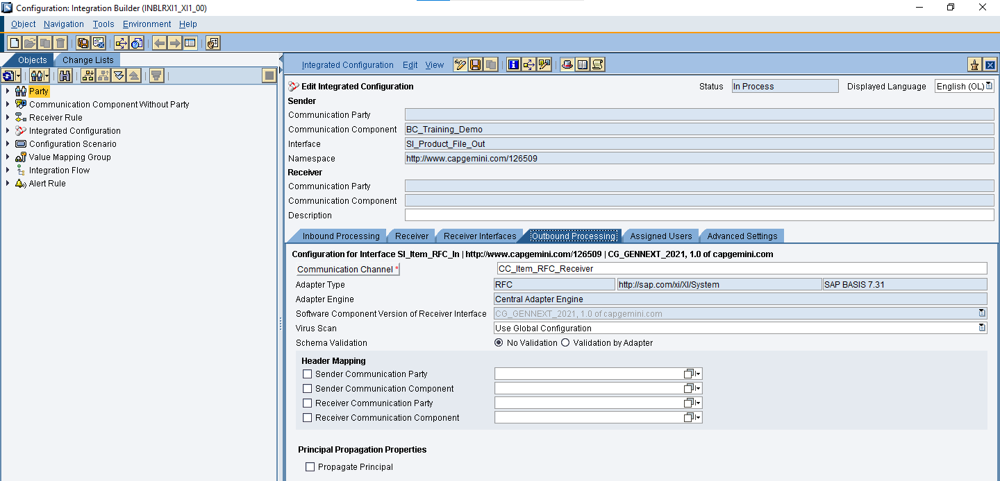 Configuration: Integration Builder (INBLRXI1_XI1_00)
Object Navigation Tools Environment Help
Objects Change Lists
Party
Communication Component Without Party
Receiver Rule
Integrated Configuration
Configuration Scenario
Value Mapping Group
Integration Flow
Alert Rule
Integrated Configuration Edit View
Edit Integrated Configuration Status In Process Displayed Language English (OL)
Sender
Communication Party
Communication Component BC_Training_Demo
Interface SI_Product_File_Out
Namespace http://www.capgemini.com/126509
Receiver
Communication Party
Communication Component
Description
Inbound Processing Receiver Receiver Interfaces Outbound Processing Assigned Users Advanced Settings
Configuration for Interface SI_Item_RFC_In | http://www.capgemini.com/126509 | CG_GENNEXT_2021, 1.0 of capgemini.com
Communication Channel * CC_Item_RFC_Receiver
Adapter Type RFC http://sap.com/xi/XI/System SAP BASIS 7.31
Adapter Engine Central Adapter Engine
Software Component Version of Receiver Interface CG_GENNEXT_2021, 1.0 of capgemini.com
Virus Scan Use Global Configuration
Schema Validation No Validation Validation by Adapter
Header Mapping
Sender Communication Party
Sender Communication Component
Receiver Communication Party
Receiver Communication Component
Principal Propagation Properties
Propagate Principal